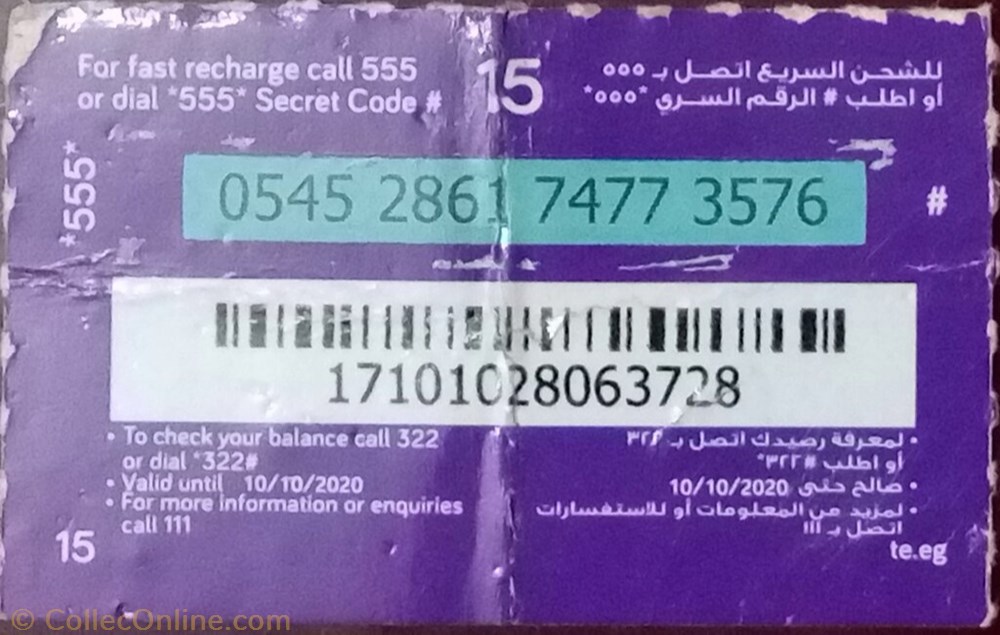 For fast recharge call 555
or dial *555* Secret Code #
15
للشحن السريع اتصل بـ ٥٥٥
أو اطلب # الرقم السري *٥٥٥*
*555*
0545 2861 7477 3576
#
17101028063728
• To check your balance call 322
or dial *322#
• Valid until 10/10/2020
• For more information or enquiries
call 111
• لمعرفة رصيدك اتصل بـ ٣٢٢
أو اطلب #٣٢٢*
• صالح حتى 10/10/2020
• لمزيد من المعلومات أو للاستفسارات
اتصل بـ ١١١
15
te.eg
© CollecOnline.com